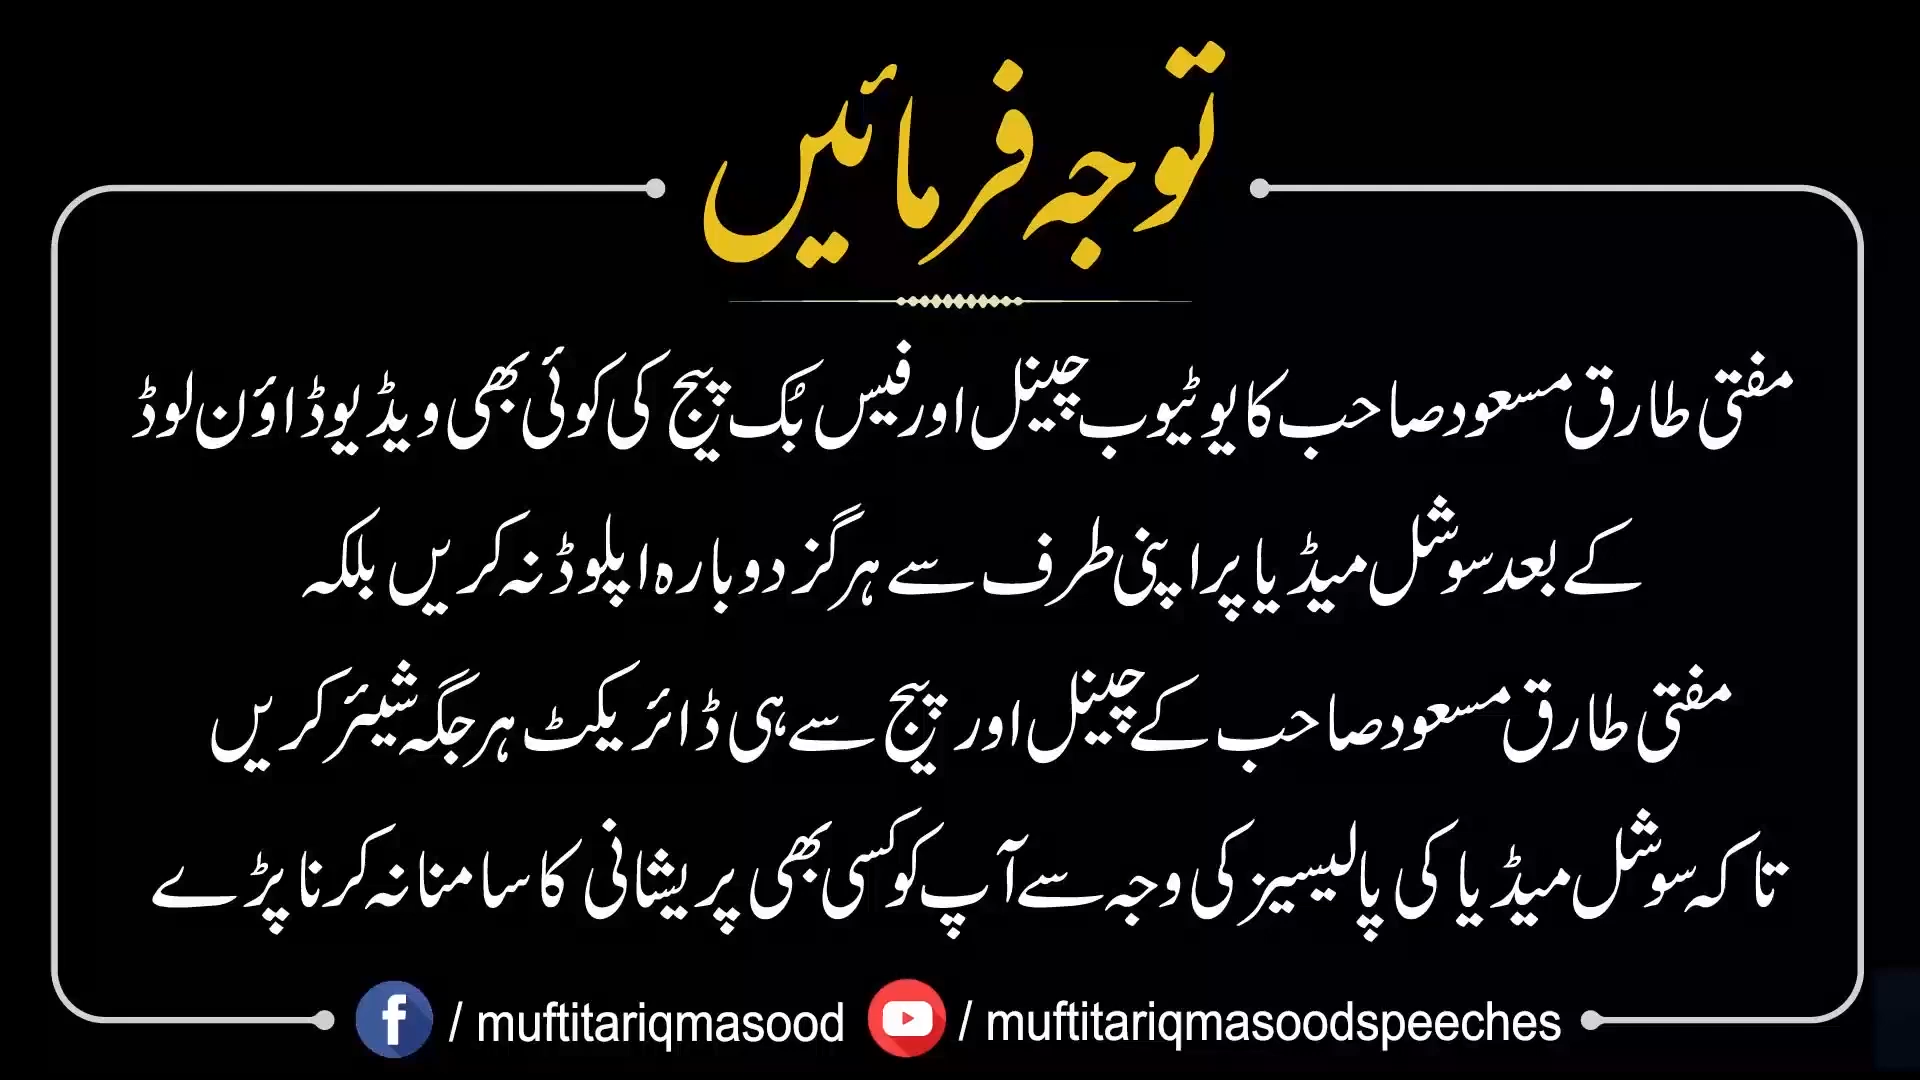 توجہ فرمائیں
مفتی طارق مسعود صاحب کا یوٹیوب چینل اور فیس بُک پیج کی کوئی بھی ویڈیو ڈاؤن لوڈ
کے بعد سوشل میڈیا پر اپنی طرف سے ہرگز دوبارہ اپلوڈ نہ کریں بلکہ
مفتی طارق مسعود صاحب کے چینل اور پیج سے ہی ڈائریکٹ ہر جگہ شیئر کریں
تاکہ سوشل میڈیا کی پالیسیز کی وجہ سے آپ کو کسی بھی پریشانی کا سامنا نہ کرنا پڑے
/ muftitariqmasood / muftitariqmasoodspeeches